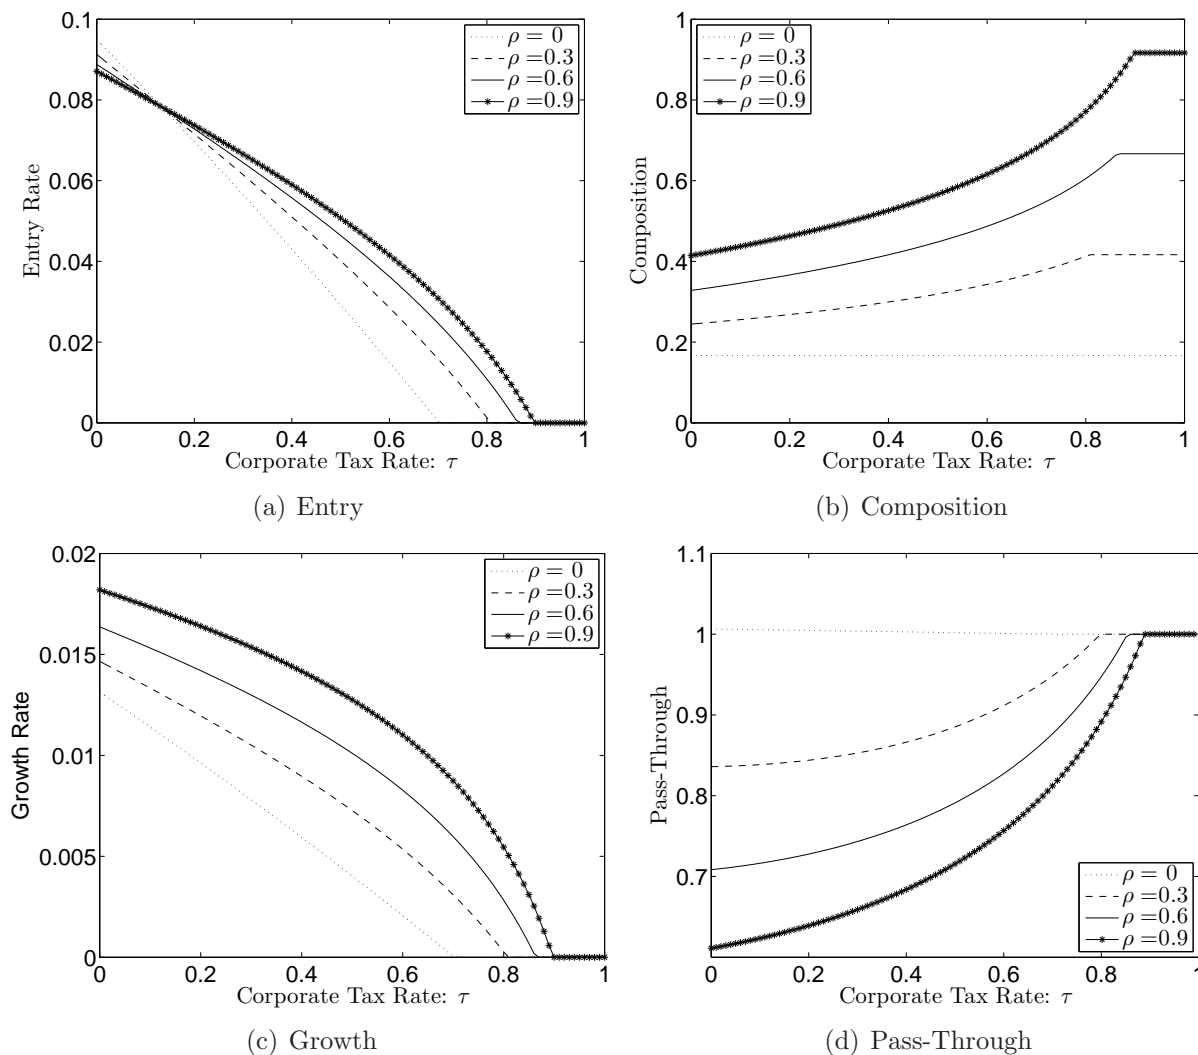 0.1
0.08
0.06
0.04
0.02
0
0 0.2 0.4 0.6 0.8 1
Entry Rate
Corporate Tax Rate: τ
ρ = 0
ρ =0.3
ρ =0.6
ρ =0.9
(a) Entry
1
0.8
0.6
0.4
0.2
0
0 0.2 0.4 0.6 0.8 1
Composition
Corporate Tax Rate: τ
ρ = 0
ρ =0.3
ρ =0.6
ρ =0.9
(b) Composition
0.02
0.015
0.01
0.005
0
0 0.2 0.4 0.6 0.8 1
Growth Rate
Corporate Tax Rate: τ
ρ = 0
ρ =0.3
ρ =0.6
ρ =0.9
(c) Growth
1.1
1
0.9
0.8
0.7
0 0.2 0.4 0.6 0.8 1
Pass-Through
Corporate Tax Rate: τ
ρ = 0
ρ =0.3
ρ =0.6
ρ =0.9
(d) Pass-Through